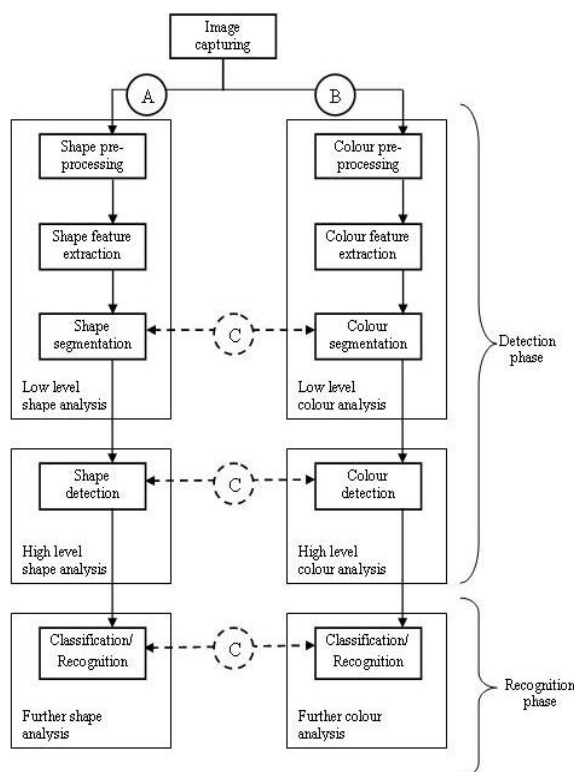 Image
capturing
A
B
Shape pre-
processing
Colour pre-
processing
Shape feature
extraction
Colour feature
extraction
Shape
segmentation
C
Colour
segmentation
Low level
shape analysis
Low level
colour analysis
Detection
phase
Shape
detection
C
Colour
detection
High level
shape analysis
High level
colour analysis
Classification/
Recognition
C
Classification/
Recognition
Further shape
analysis
Further colour
analysis
Recognition
phase